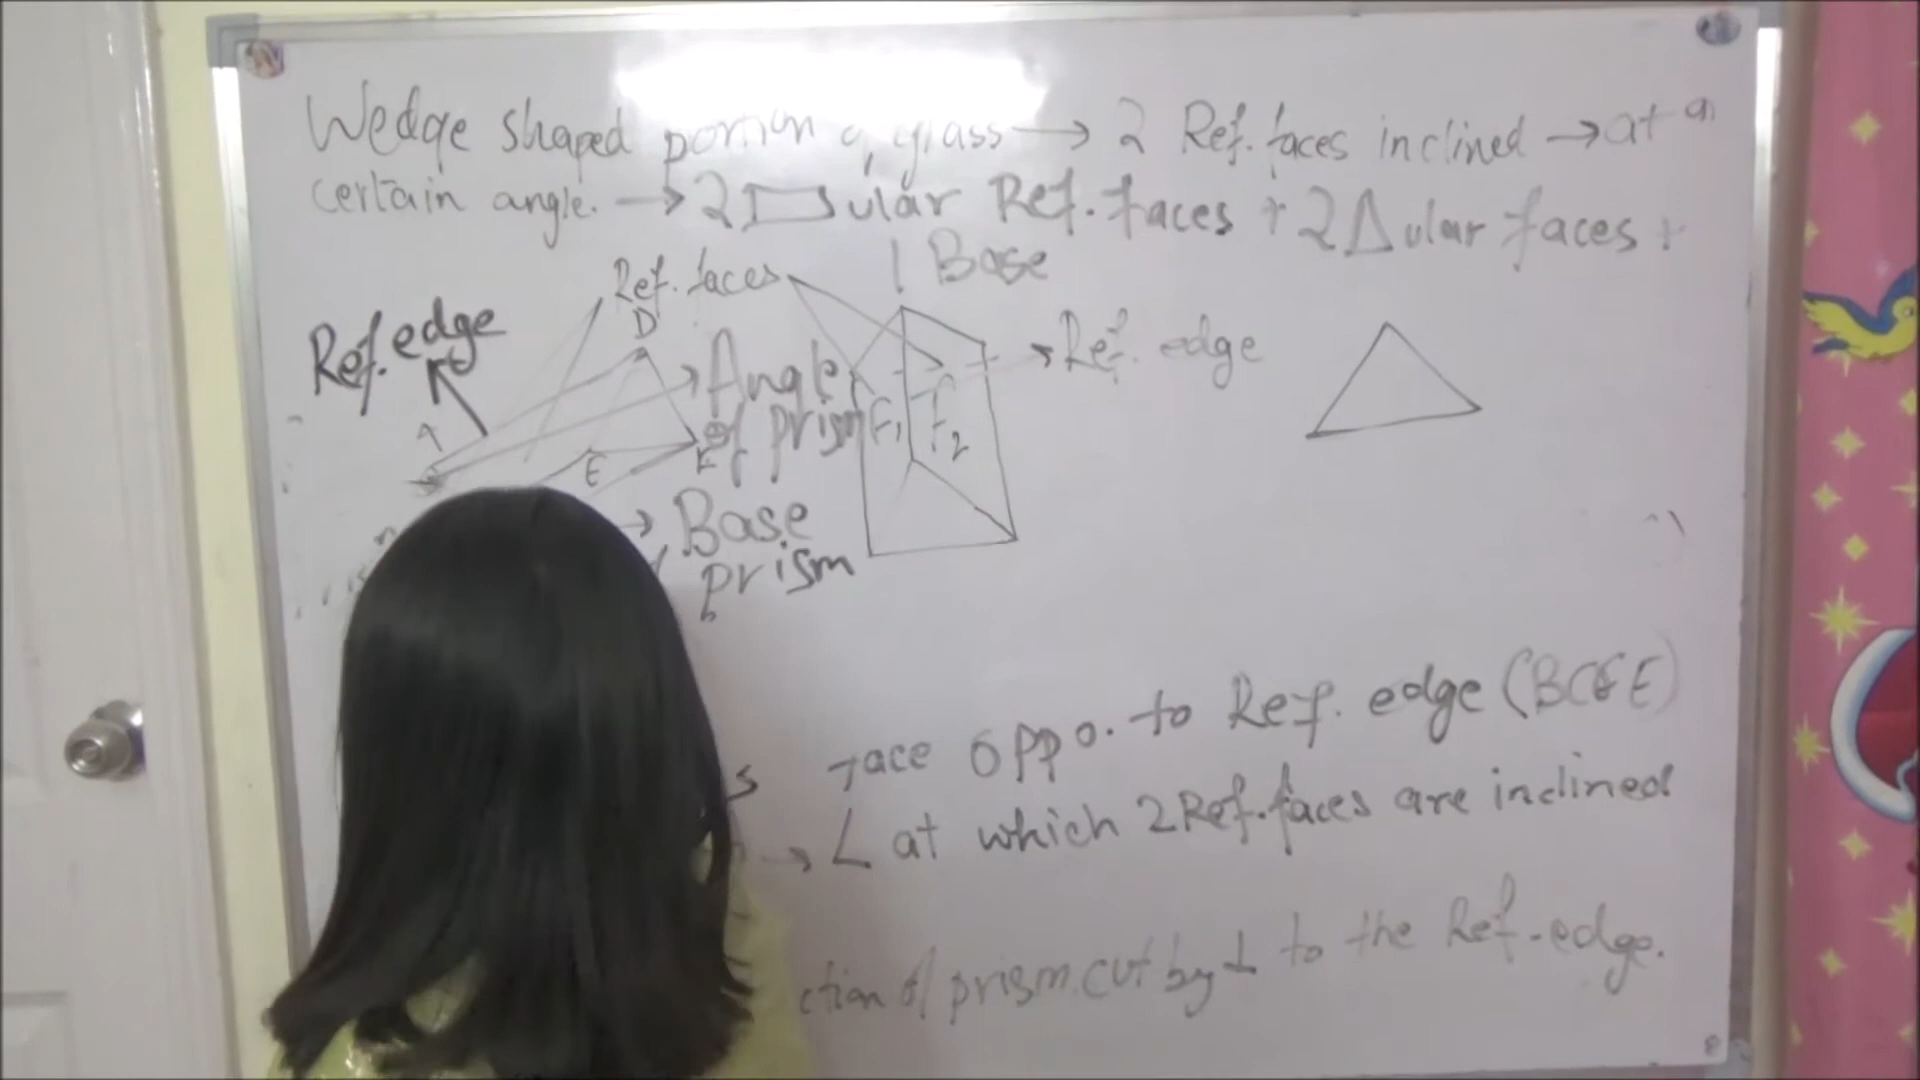 Wedge shaped portion of glass → 2 Ref. faces inclined → at a
certain angle. → 2 ▭ular Ref. faces + 2 Δular faces +
1 Base
Ref. faces
Ref. edge
D
A
Angle
of prism
E
F₁ F₂
→ Ref. edge
→ Base
prism
face oppo. to Ref. edge (BCFE)
→ ∠ at which 2 Ref. faces are inclined
ction of prism cut by ⊥ to the Ref-edge.